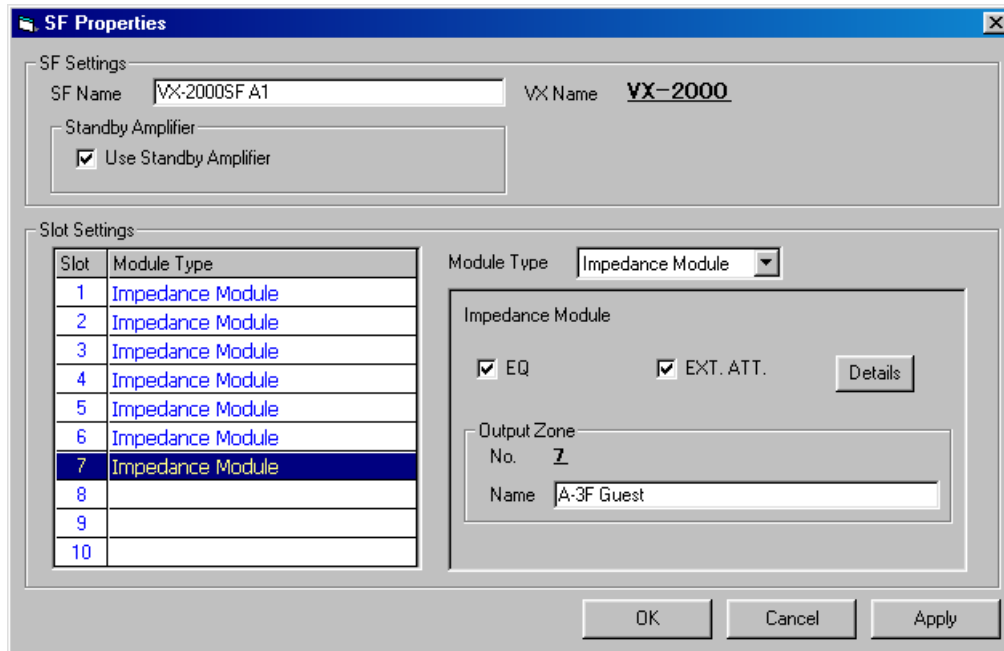 SF Properties
SF Settings
SF Name VX-2000SF A1 VX Name VX-2000
Standby Amplifier
Use Standby Amplifier
Slot Settings
Slot Module Type
1 Impedance Module
2 Impedance Module
3 Impedance Module
4 Impedance Module
5 Impedance Module
6 Impedance Module
7 Impedance Module
8
9
10
Module Type Impedance Module
Impedance Module
EQ EXT. ATT. Details
Output Zone
No. 7
Name A-3F Guest
OK Cancel Apply